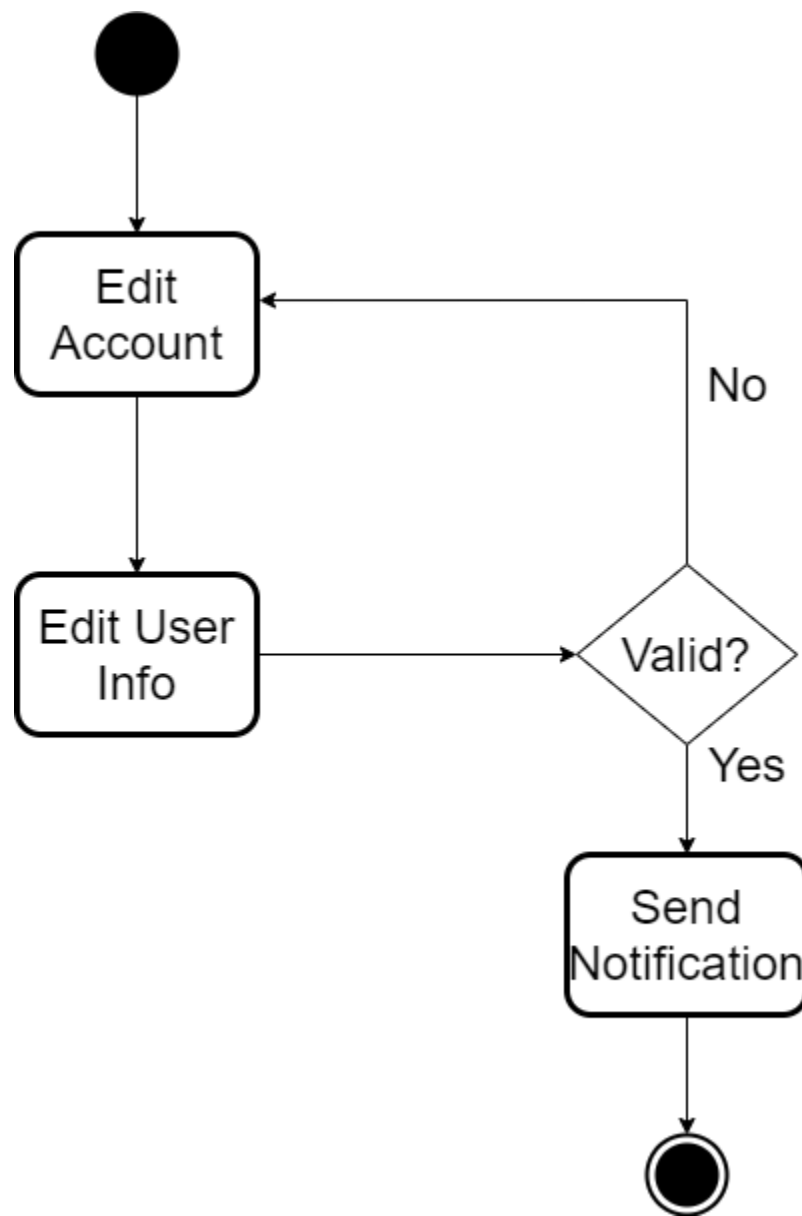 Edit
Account
No
Edit User
Info
Valid?
Yes
Send
Notification